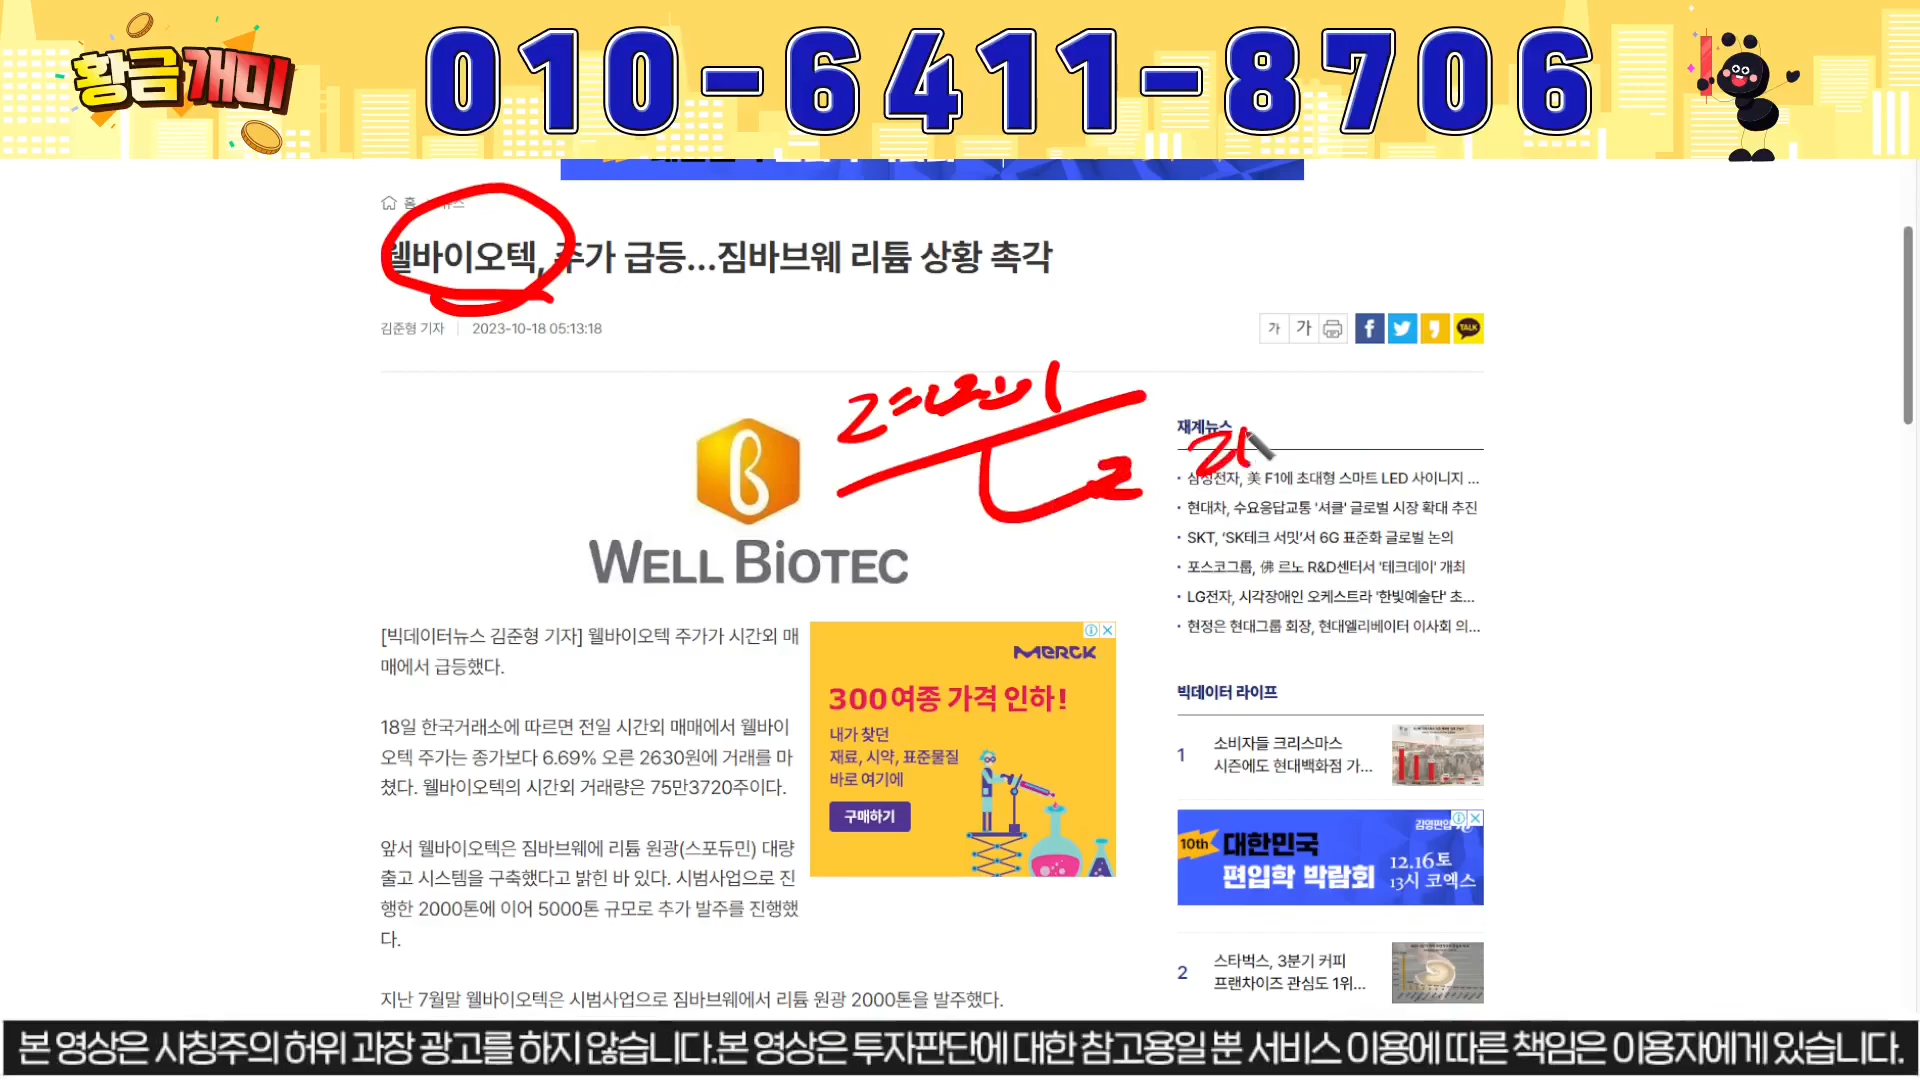 황금개미
010-6411-8706
홈
웰바이오텍, 주가 급등...짐바브웨 리튬 상황 촉각
김준형 기자
2023-10-18 05:13:18
가 가
TALK
WELL BIOTEC
[빅데이터뉴스 김준형 기자] 웰바이오텍 주가가 시간외 매
매에서 급등했다.
18일 한국거래소에 따르면 전일 시간외 매매에서 웰바이
오텍 주가는 종가보다 6.69% 오른 2630원에 거래를 마
쳤다. 웰바이오텍의 시간외 거래량은 75만3720주이다.
앞서 웰바이오텍은 짐바브웨에 리튬 원광(스포듀민) 대량
출고 시스템을 구축했다고 밝힌 바 있다. 시범사업으로 진
행한 2000톤에 이어 5000톤 규모로 추가 발주를 진행했
다.
지난 7월말 웰바이오텍은 시범사업으로 짐바브웨에서 리튬 원광 2000톤을 발주했다.
MERCK
300여종 가격 인하!
내가 찾던
재료, 시약, 표준물질
바로 여기에
구매하기
재계뉴스
삼성전자, 美 F1에 초대형 스마트 LED 사이니지 ...
현대차, 수요응답교통 '셔클' 글로벌 시장 확대 추진
SKT, ‘SK테크 서밋’서 6G 표준화 글로벌 논의
포스코그룹, 佛 르노 R&D센터서 '테크데이' 개최
LG전자, 시각장애인 오케스트라 '한빛예술단' 초...
현정은 현대그룹 회장, 현대엘리베이터 이사회 의...
빅데이터 라이프
1
소비자들 크리스마스
시즌에도 현대백화점 가...
김영편입
10th 대한민국
편입학 박람회
12.16토
13시 코엑스
2
스타벅스, 3분기 커피
프랜차이즈 관심도 1위...
본 영상은 사칭주의 허위 과장 광고를 하지 않습니다.본 영상은 투자판단에 대한 참고용일 뿐 서비스 이용에 따른 책임은 이용자에게 있습니다.